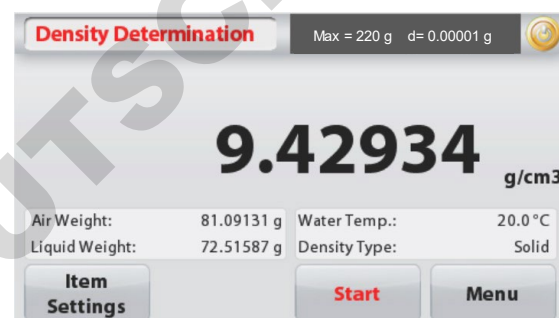 Density Determination Max = 220 g d= 0.00001 g
9.42934 g/cm3
Air Weight: 81.09131 g Water Temp.: 20.0 °C
Liquid Weight: 72.51587 g Density Type: Solid
Item Settings Start Menu